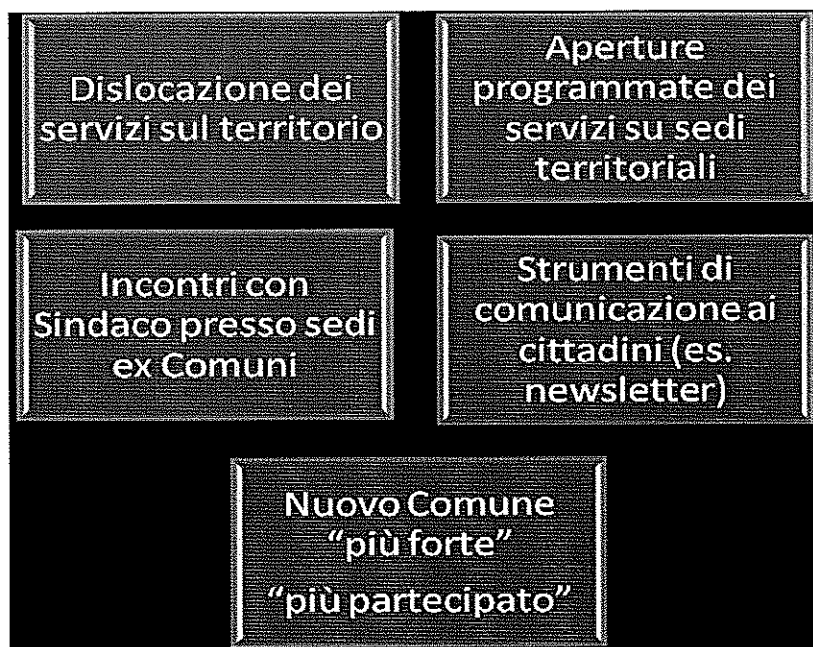 Dislocazione dei
servizi sul territorio
Aperture
programmate dei
servizi su sedi
territoriali
Incontri con
Sindaco presso sedi
ex Comuni
Strumenti di
comunicazione ai
cittadini (es.
newsletter)
Nuovo Comune
“più forte”
“più partecipato”